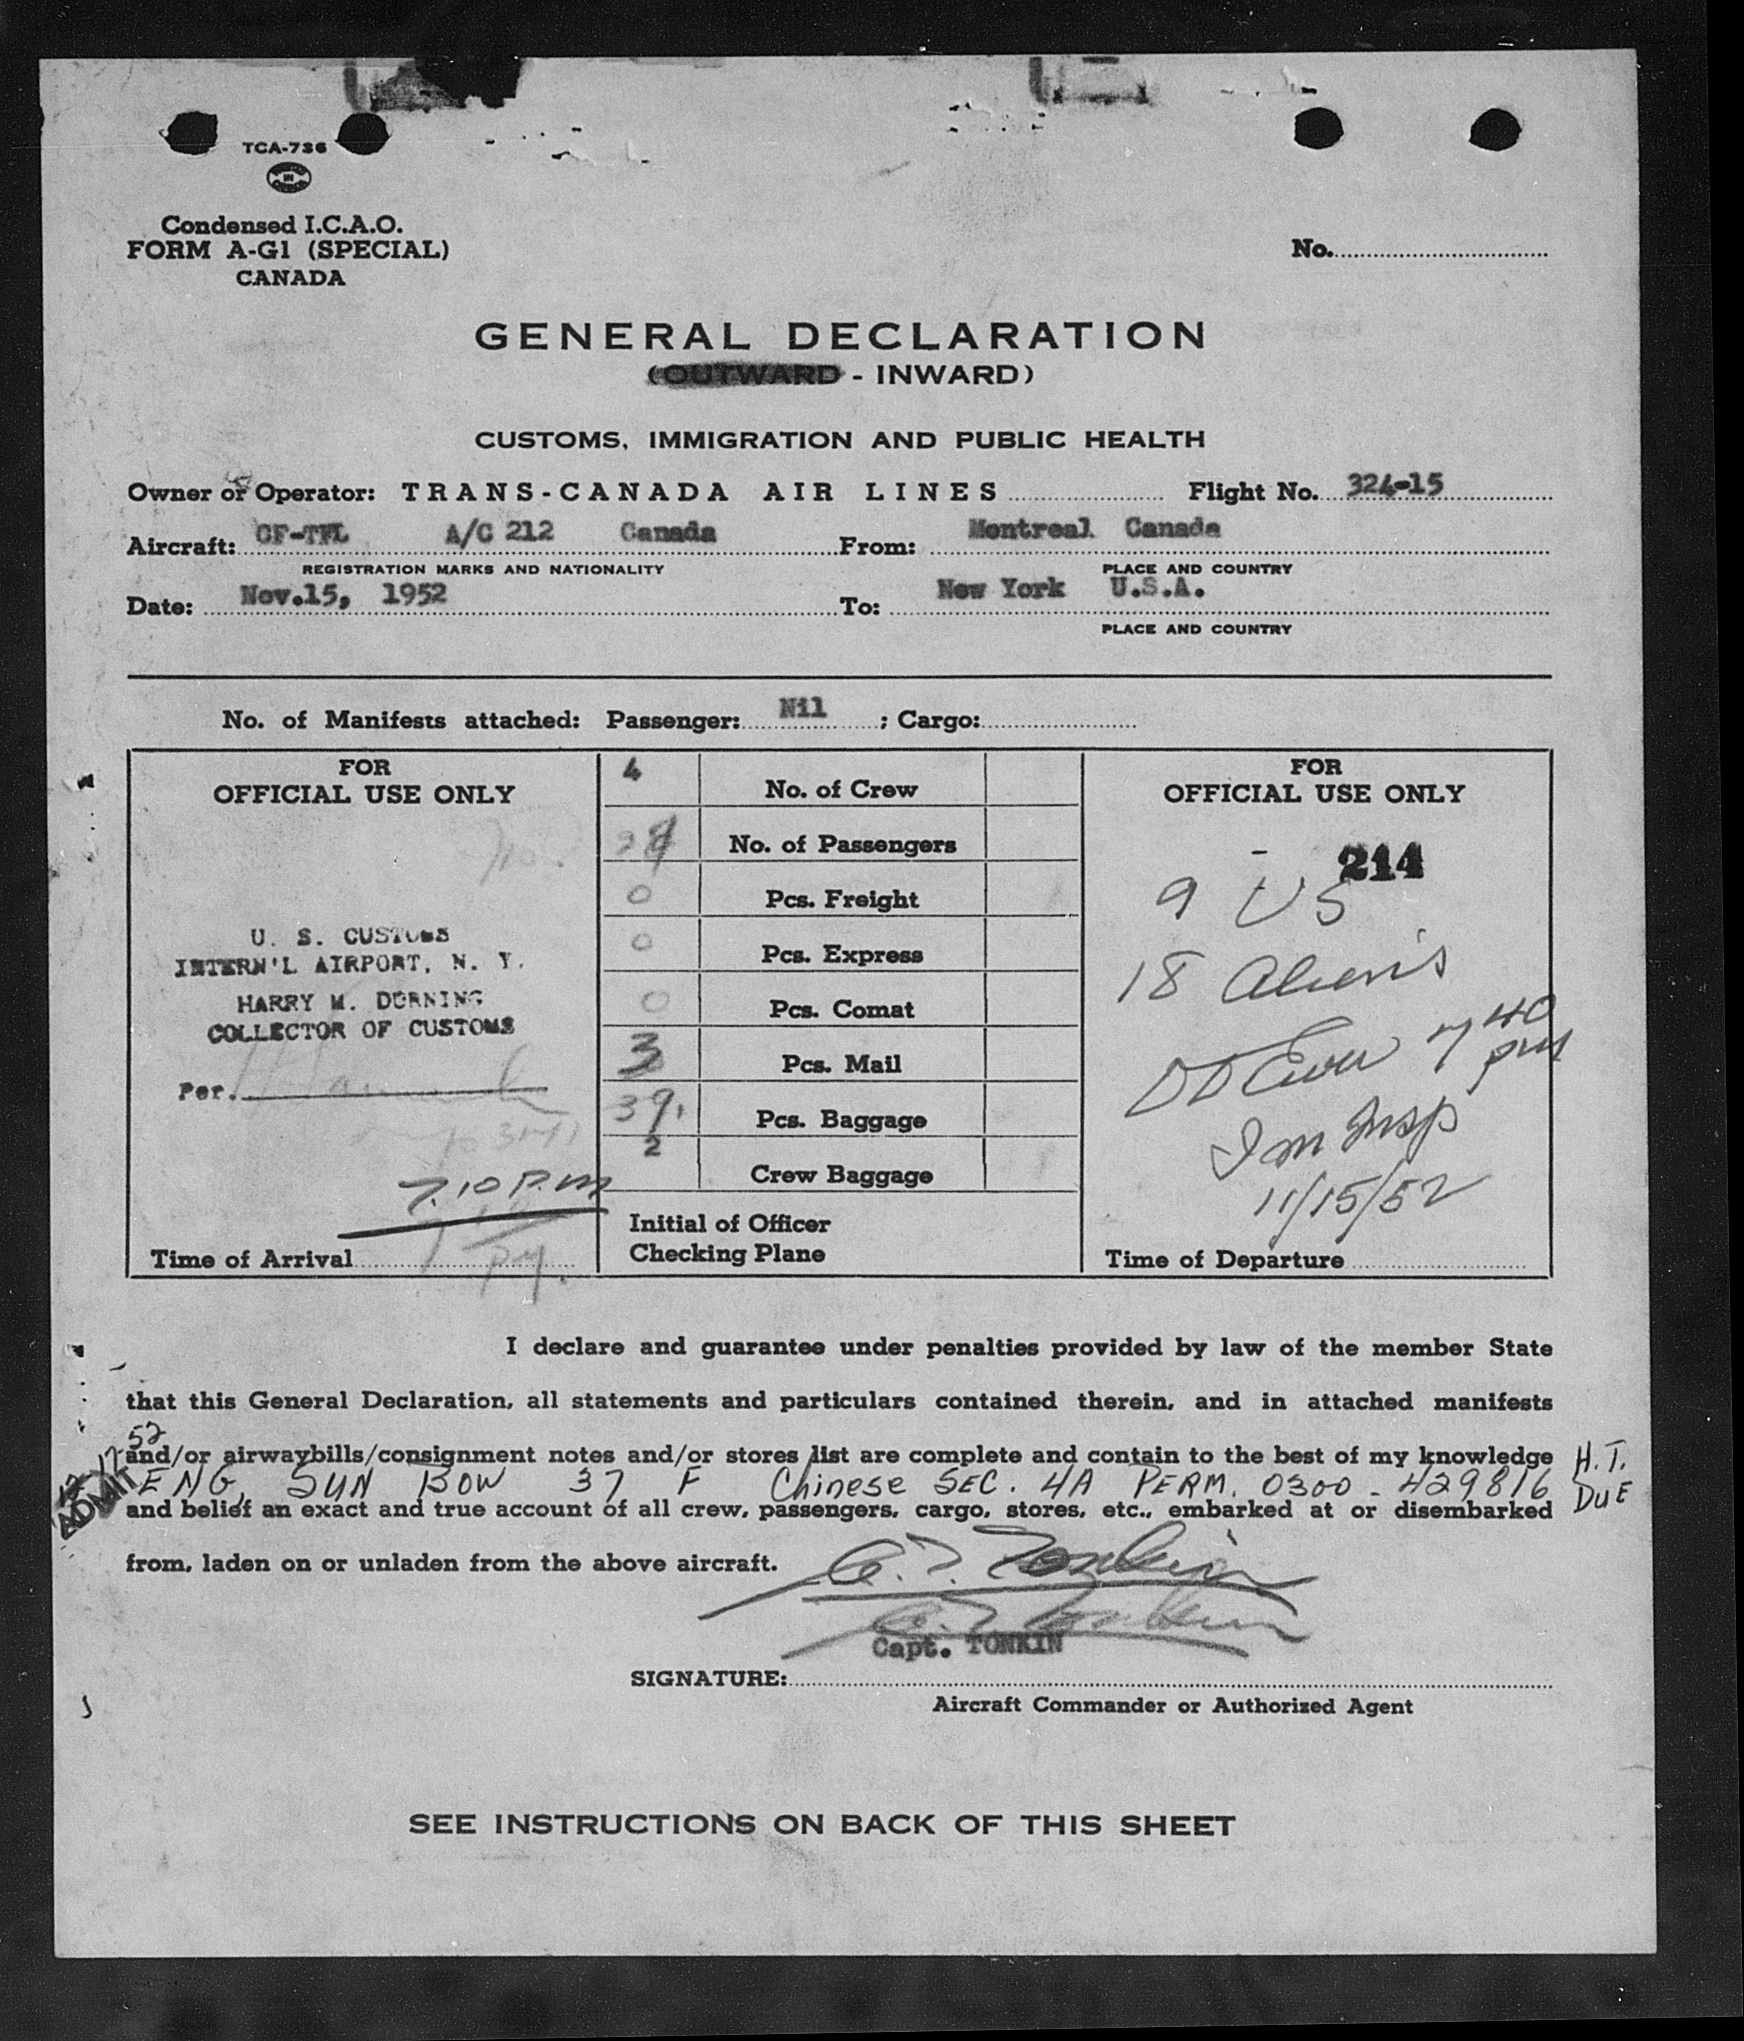 TCA-736
Condensed I.C.A.O.
FORM A-G1 (SPECIAL)
CANADA
No.
GENERAL DECLARATION
(OUTWARD - INWARD)
CUSTOMS, IMMIGRATION AND PUBLIC HEALTH
Owner or Operator: TRANS-CANADA AIR LINES Flight No. 324-15
Aircraft: CF-TFL A/C 212 Canada From: Montreal Canada
REGISTRATION MARKS AND NATIONALITY PLACE AND COUNTRY
Date: Nov.15, 1952 To: New York U.S.A.
PLACE AND COUNTRY
No. of Manifests attached: Passenger: Nil ; Cargo:
FOR
OFFICIAL USE ONLY
U. S. CUSTOMS
INTERN'L AIRPORT, N. Y.
HARRY M. DURNING
COLLECTOR OF CUSTOMS
Per.
7.10 P.m
pm.
Time of Arrival
4 No. of Crew
No. of Passengers
0 Pcs. Freight
0 Pcs. Express
0 Pcs. Comat
3 Pcs. Mail
39 Pcs. Baggage
2 Crew Baggage
Initial of Officer
Checking Plane
FOR
OFFICIAL USE ONLY
214
9 US
18 Aliens
7 40 pm
Im Insp
11/15/52
Time of Departure
I declare and guarantee under penalties provided by law of the member State
that this General Declaration, all statements and particulars contained therein, and in attached manifests
52
and/or airwaybills/consignment notes and/or stores list are complete and contain to the best of my knowledge H.T.
ADMIT ENG, SUN BOW 37 F Chinese SEC. 4A PERM. 0300 - 429816 DUE
and belief an exact and true account of all crew, passengers, cargo, stores, etc., embarked at or disembarked
from, laden on or unladen from the above aircraft.
Capt. TONKIN
SIGNATURE:
Aircraft Commander or Authorized Agent
SEE INSTRUCTIONS ON BACK OF THIS SHEET